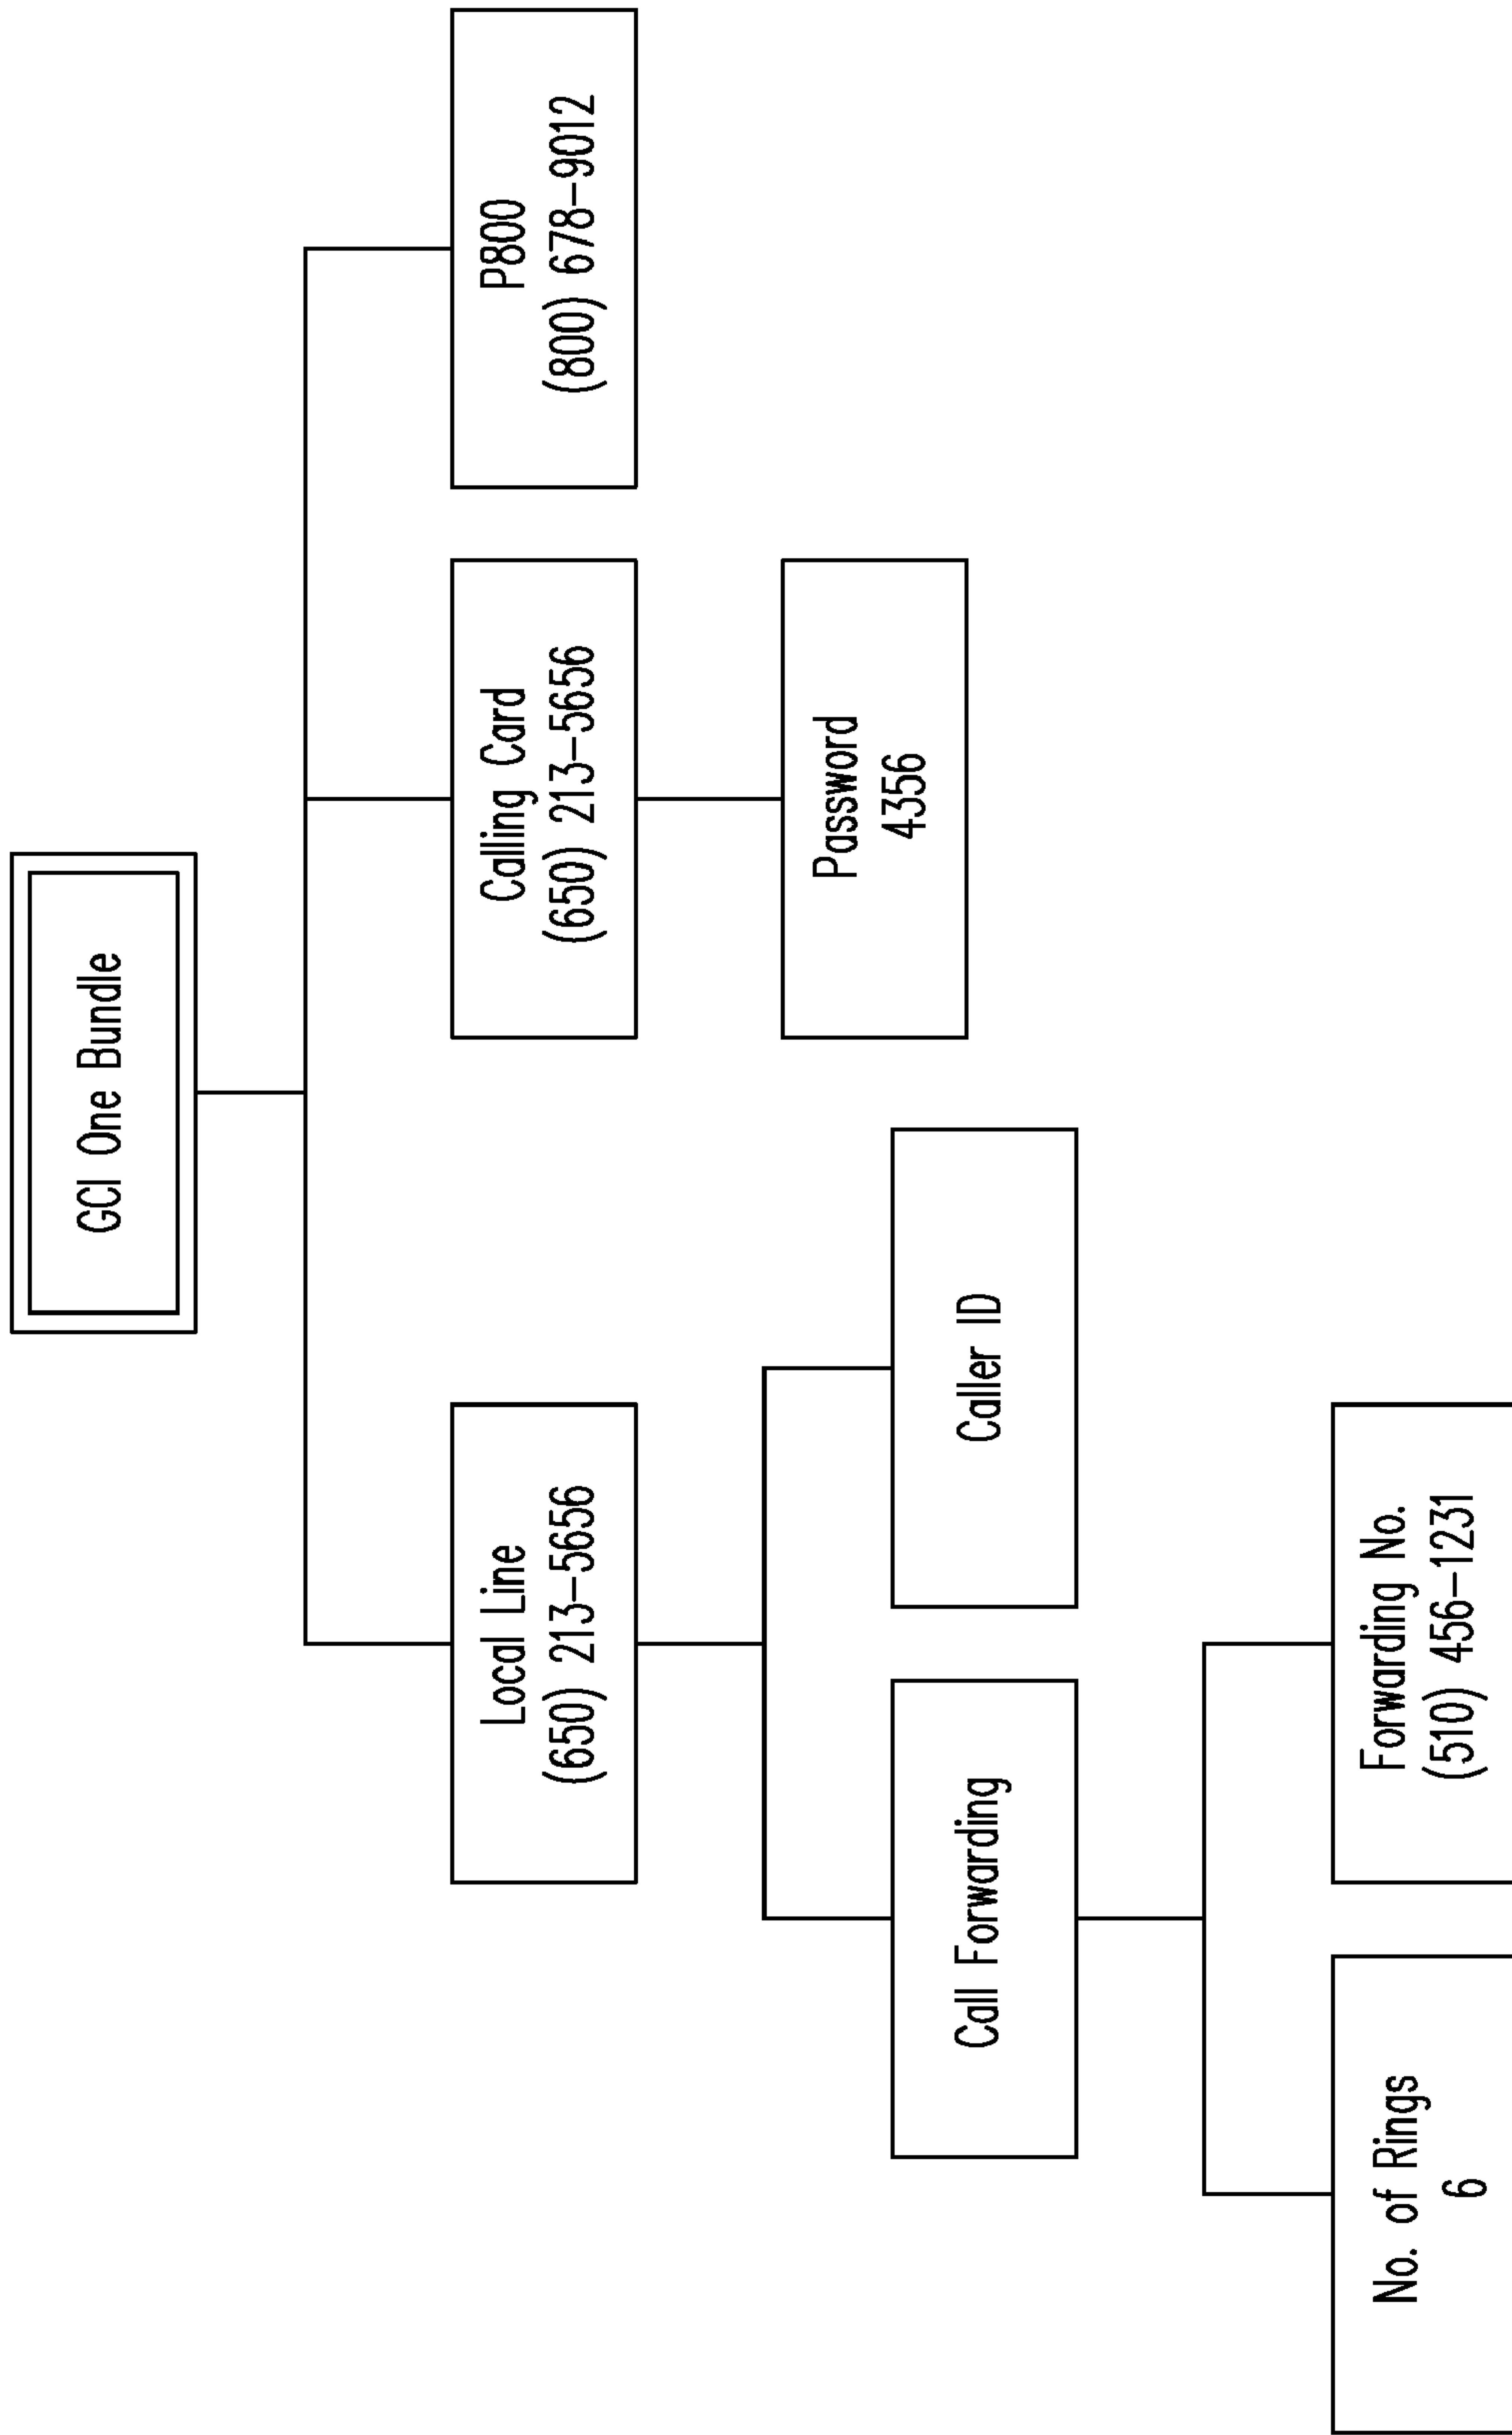 GCI One Bundle
Local Line
(650) 213-5656
Calling Card
(650) 213-5656
P800
(800) 678-9012
Call Forwarding
Caller ID
Password
4356
No. of Rings
6
Forwarding No.
(510) 456-1231